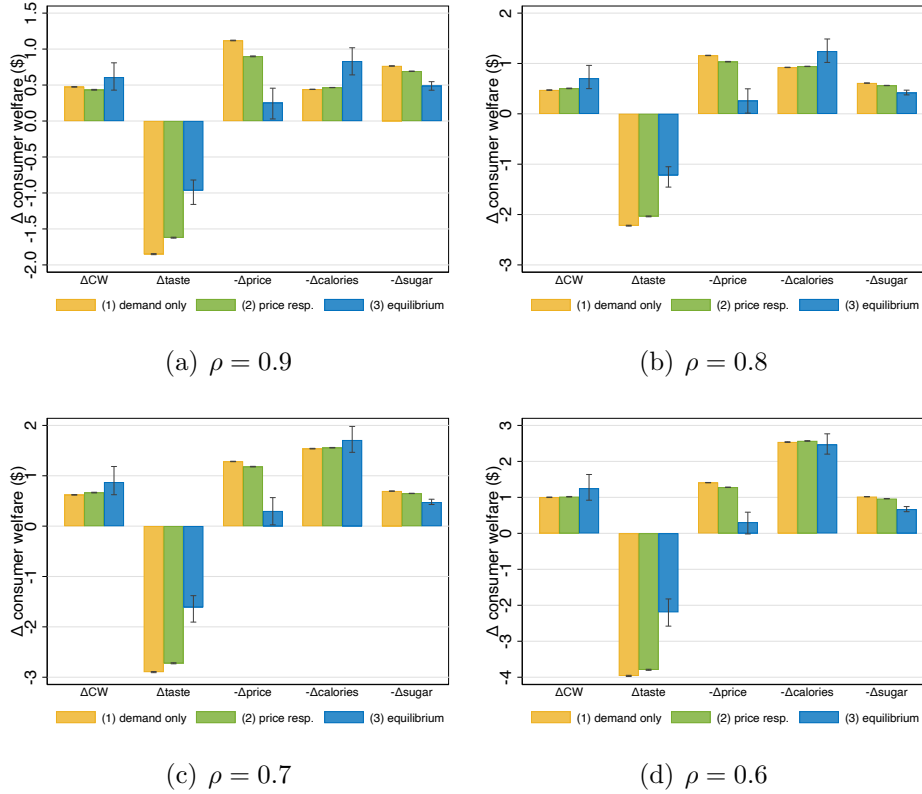 Δ consumer welfare ($)
1.5
1.0
0.5
0.0
-0.5
-1.0
-1.5
-2.0
ΔCW Δtaste -Δprice -Δcalories -Δsugar
(1) demand only (2) price resp. (3) equilibrium
(a) ρ = 0.9
Δ consumer welfare ($)
2
1
0
-1
-2
-3
ΔCW Δtaste -Δprice -Δcalories -Δsugar
(1) demand only (2) price resp. (3) equilibrium
(b) ρ = 0.8
Δ consumer welfare ($)
2
1
0
-1
-2
-3
ΔCW Δtaste -Δprice -Δcalories -Δsugar
(1) demand only (2) price resp. (3) equilibrium
(c) ρ = 0.7
Δ consumer welfare ($)
3
2
1
0
-1
-2
-3
-4
ΔCW Δtaste -Δprice -Δcalories -Δsugar
(1) demand only (2) price resp. (3) equilibrium
(d) ρ = 0.6